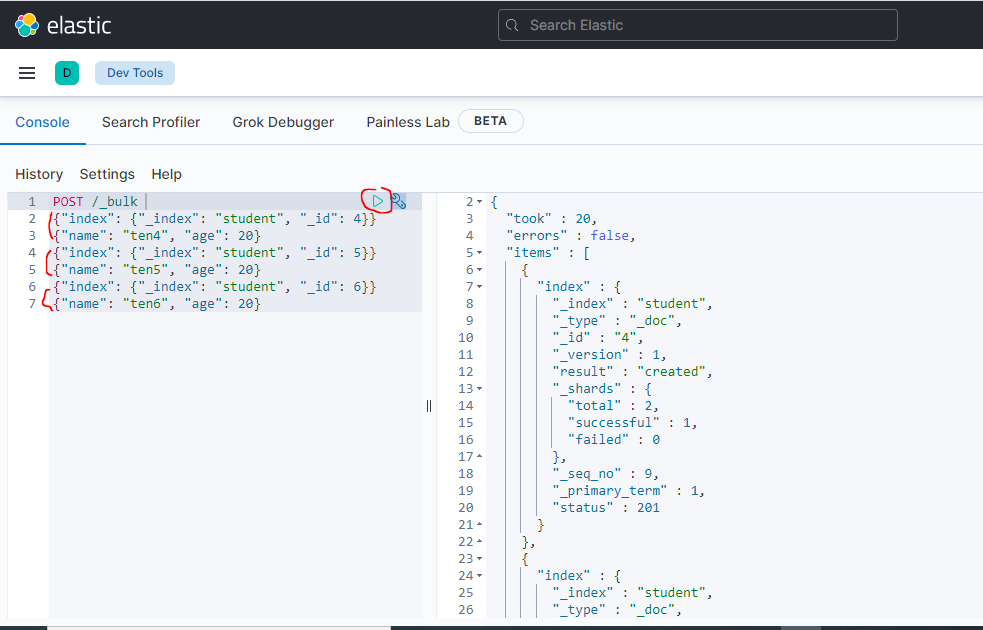 elastic
Search Elastic
D
Dev Tools
Console
Search Profiler
Grok Debugger
Painless Lab
BETA
History
Settings
Help
1 POST /_bulk
2 {"index": {"_index": "student", "_id": 4}}
3 {"name": "ten4", "age": 20}
4 {"index": {"_index": "student", "_id": 5}}
5 {"name": "ten5", "age": 20}
6 {"index": {"_index": "student", "_id": 6}}
7 {"name": "ten6", "age": 20}
2 {
3 "took" : 20,
4 "errors" : false,
5 "items" : [
6 {
7 "index" : {
8 "_index" : "student",
9 "_type" : "_doc",
10 "_id" : "4",
11 "_version" : 1,
12 "result" : "created",
13 "_shards" : {
14 "total" : 2,
15 "successful" : 1,
16 "failed" : 0
17 },
18 "_seq_no" : 9,
19 "_primary_term" : 1,
20 "status" : 201
21 }
22 },
23 {
24 "index" : {
25 "_index" : "student",
26 "_type" : "_doc",